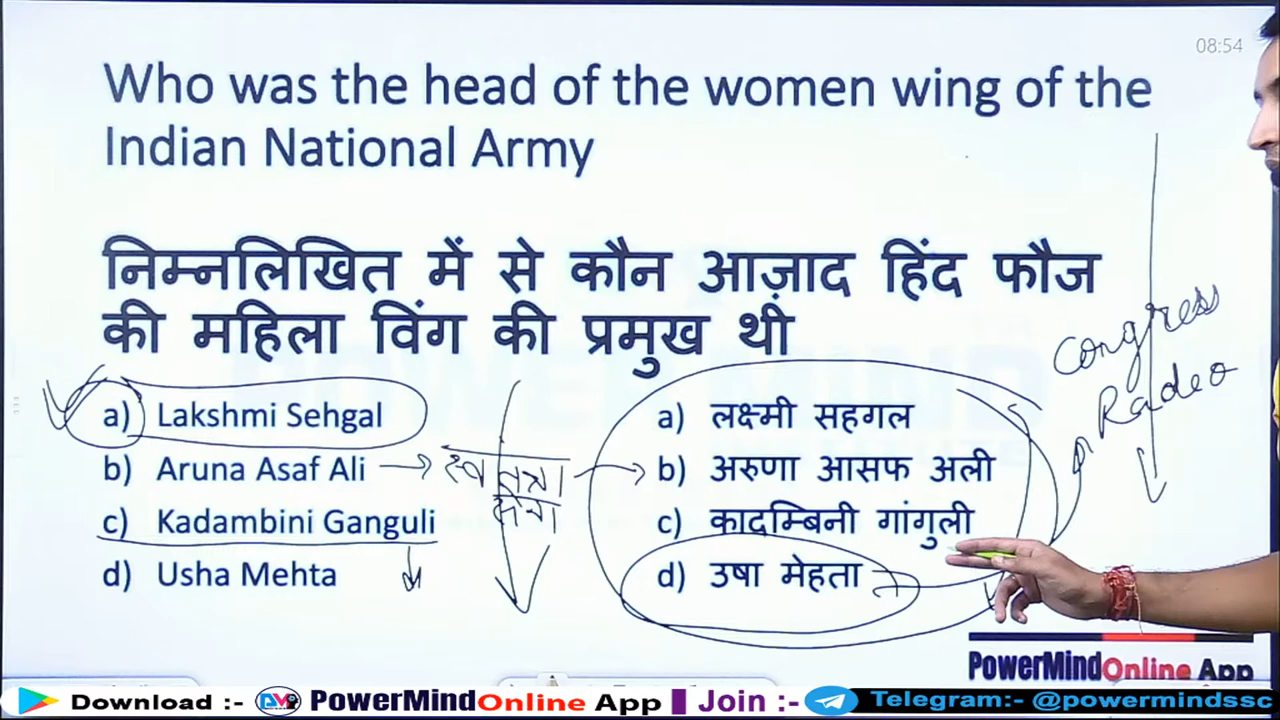 08:54
Who was the head of the women wing of the
Indian National Army
निम्नलिखित में से कौन आज़ाद हिंद फौज
की महिला विंग की प्रमुख थी
a) Lakshmi Sehgal
b) Aruna Asaf Ali
c) Kadambini Ganguli
d) Usha Mehta
a) लक्ष्मी सहगल
b) अरुणा आसफ अली
c) कादम्बिनी गांगुली
d) उषा मेहता
Congress
Radeo
PowerMindOnline App
Download :- PowerMindOnline App Join :- Telegram:- @powermindssc